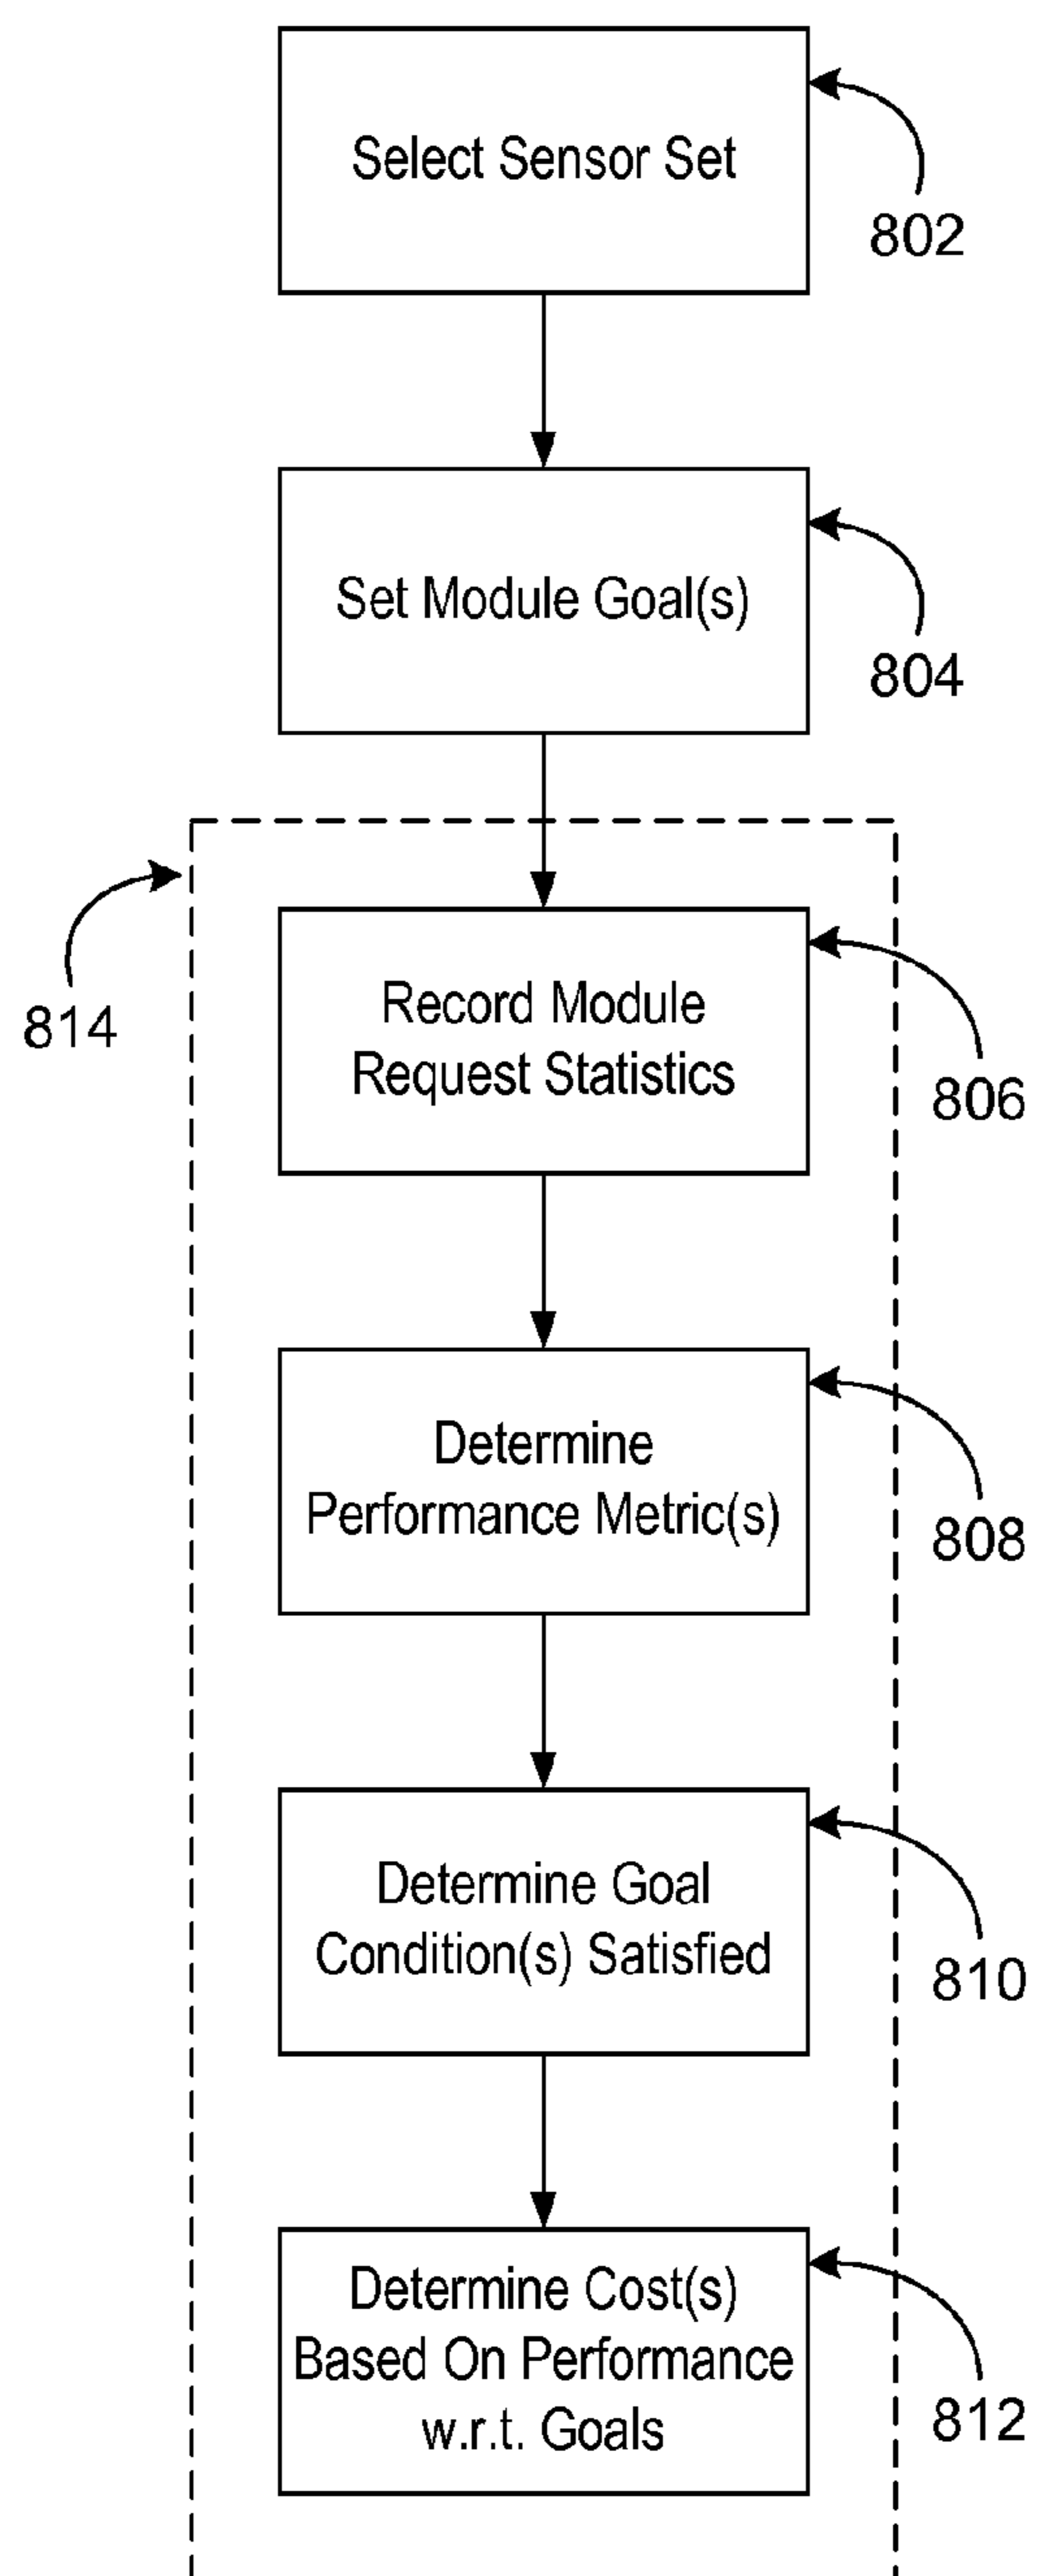 Select Sensor Set
802
Set Module Goal(s)
804
814
Record Module
Request Statistics
806
Determine
Performance Metric(s)
808
Determine Goal
Condition(s) Satisfied
810
Determine Cost(s)
Based On Performance
w.r.t. Goals
812